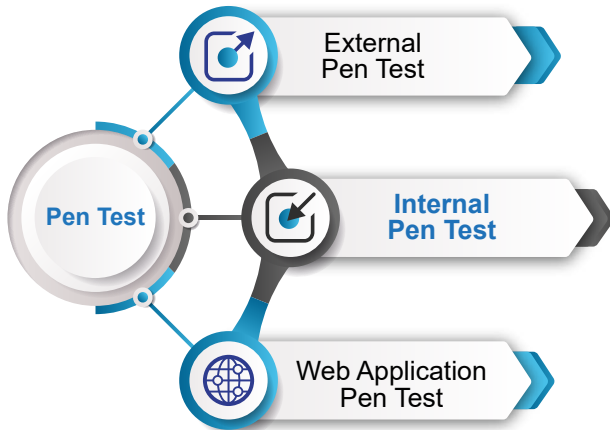 External
Pen Test
Pen Test
Internal
Pen Test
Web Application
Pen Test